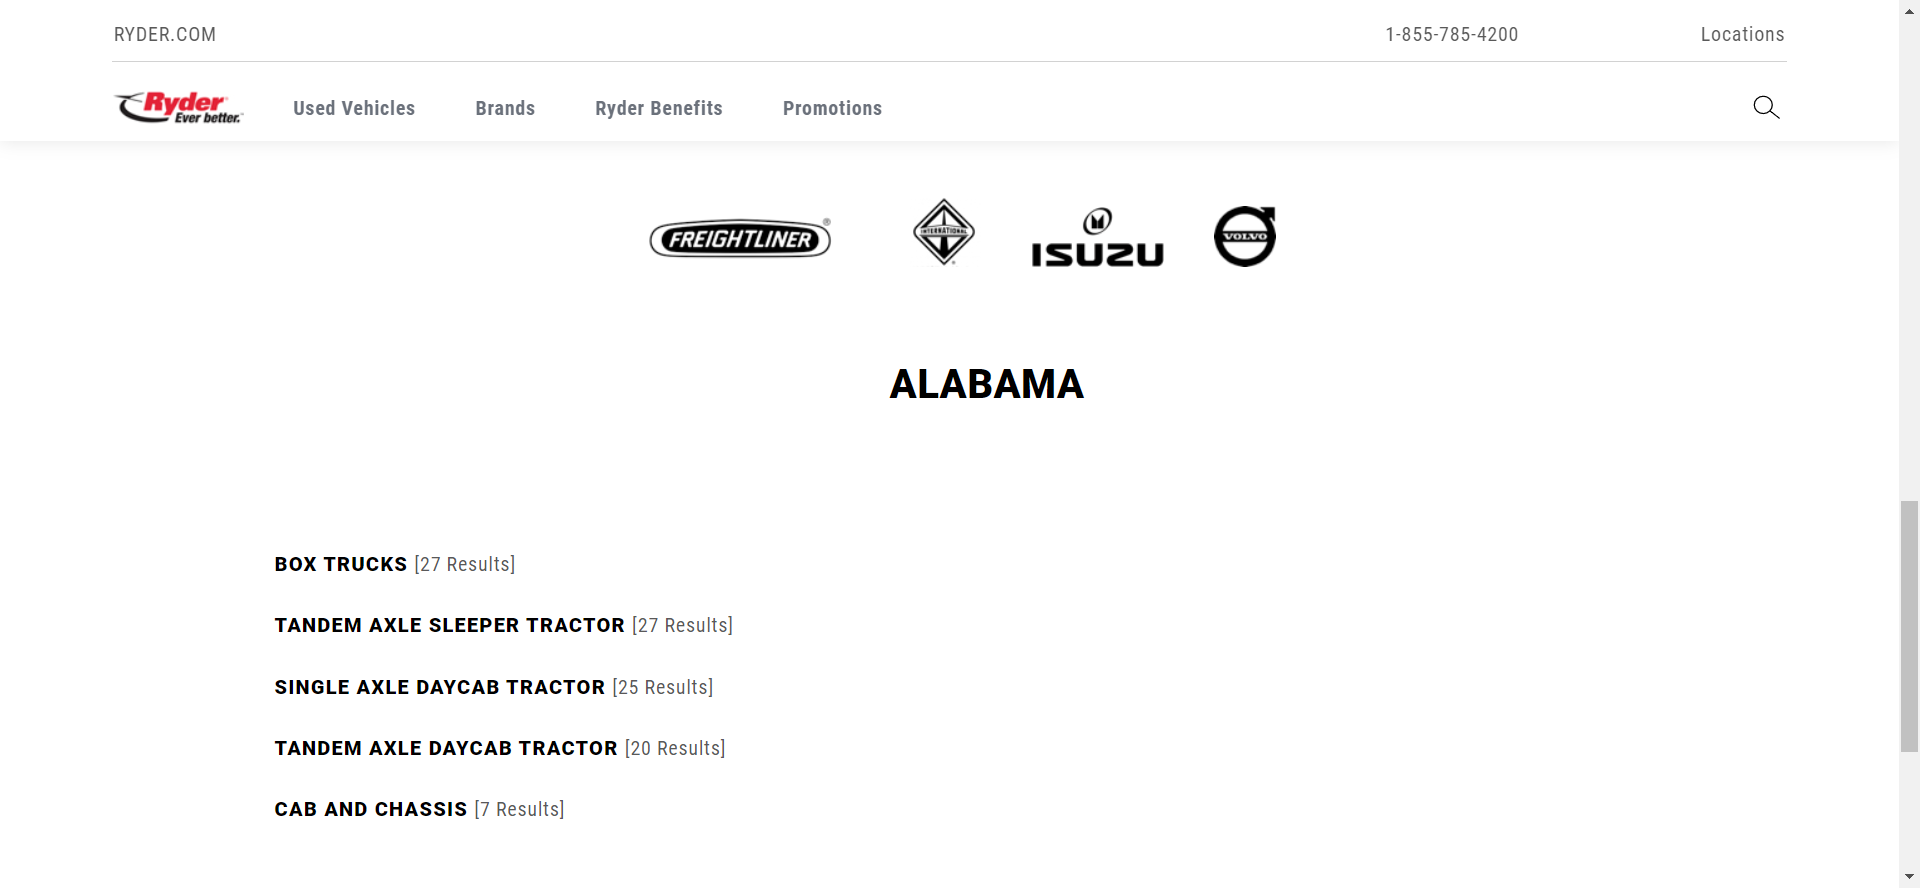 RYDER.COM 1-855-785-4200 Locations
Ryder Ever better. Used Vehicles Brands Ryder Benefits Promotions
FREIGHTLINER INTERNATIONAL ISUZU VOLVO
ALABAMA
BOX TRUCKS [27 Results]
TANDEM AXLE SLEEPER TRACTOR [27 Results]
SINGLE AXLE DAYCAB TRACTOR [25 Results]
TANDEM AXLE DAYCAB TRACTOR [20 Results]
CAB AND CHASSIS [7 Results]